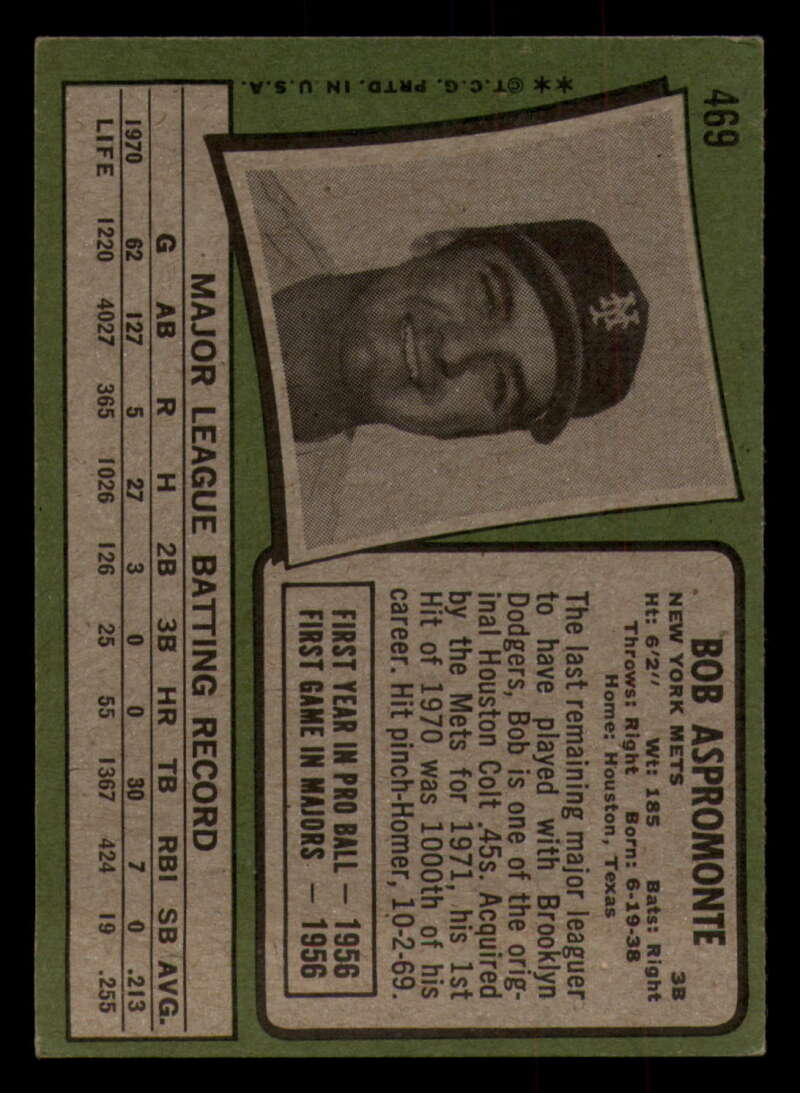 469
**©T.C.G. PRTD. IN U.S.A.
NY
BOB ASPROMONTE
NEW YORK METS 3B
Ht: 6'2" Wt: 185 Bats: Right
Throws: Right Born: 6-19-38
Home: Houston, Texas
The last remaining major leaguer
to have played with Brooklyn
Dodgers, Bob is one of the orig-
inal Houston Colt .45s. Acquired
by the Mets for 1971, his 1st
Hit of 1970 was 1000th of his
career. Hit pinch-Homer, 10-2-69.
FIRST YEAR IN PRO BALL — 1956
FIRST GAME IN MAJORS — 1956
MAJOR LEAGUE BATTING RECORD
G AB R H 2B 3B HR TB RBI SB AVG.
1970 62 127 5 27 3 0 0 30 7 0 .213
LIFE 1220 4027 365 1026 126 25 55 1367 424 19 .255